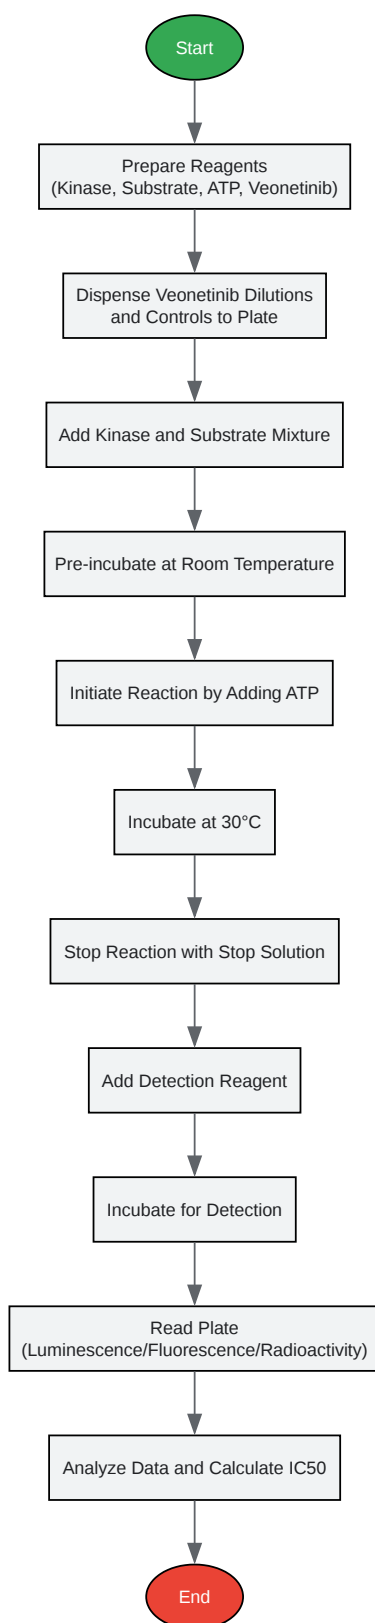 Start
Prepare Reagents
(Kinase, Substrate, ATP, Veonetinib)
Dispense Veonetinib Dilutions
and Controls to Plate
Add Kinase and Substrate Mixture
Pre-incubate at Room Temperature
Initiate Reaction by Adding ATP
Incubate at 30°C
Stop Reaction with Stop Solution
Add Detection Reagent
Incubate for Detection
Read Plate
(Luminescence/Fluorescence/Radioactivity)
Analyze Data and Calculate IC50
End